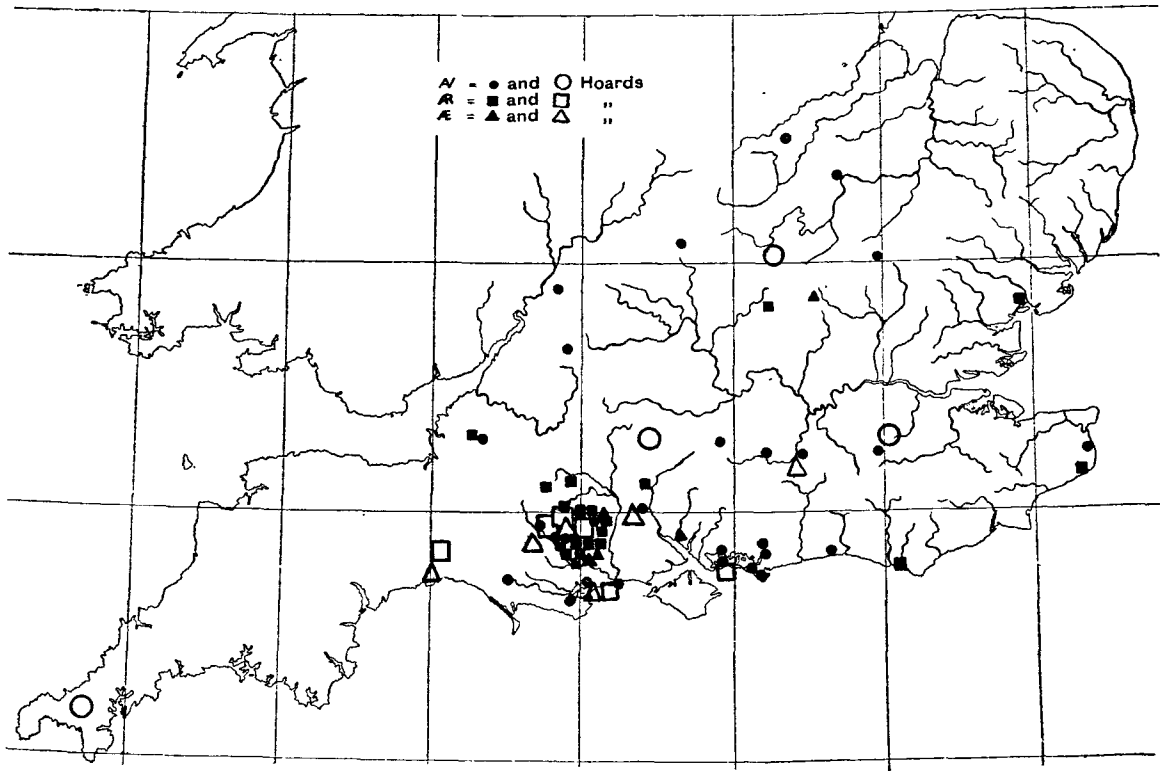 AV = ● and ○ Hoards
AR = ■ and □ „
Æ = ▲ and △ „